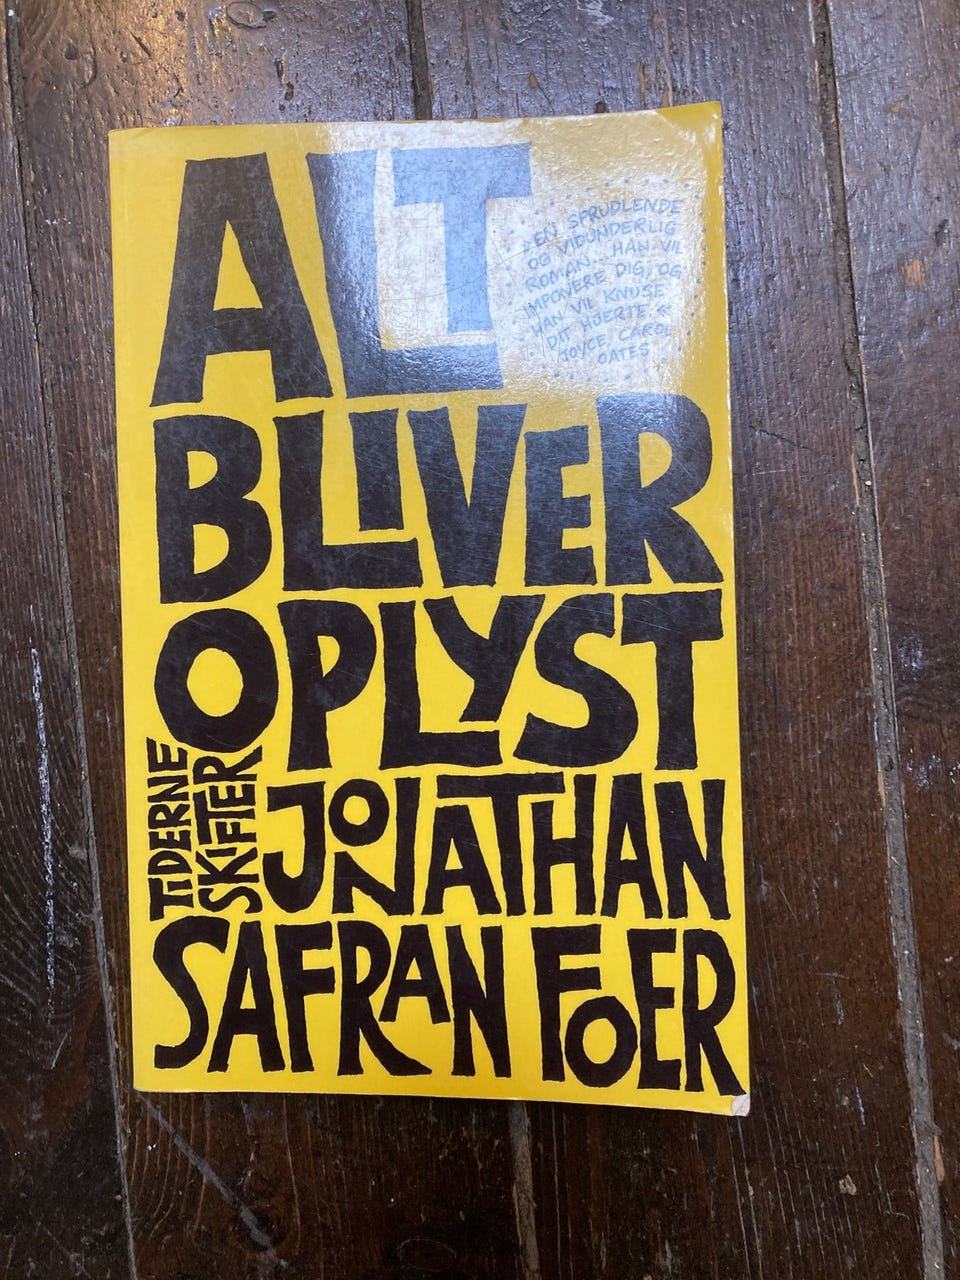 ALT
»EN SPRUDLENDE
OG VIDUNDERLIG
ROMAN. HAN VIL
IMPONERE DIG, OG
HAN VIL KNUSE
DIT HJERTE.«
JOYCE CAROL
OATES
BLIVER
OPLYST
TIDERNE
SKIFTER
JONATHAN
SAFRAN FOER